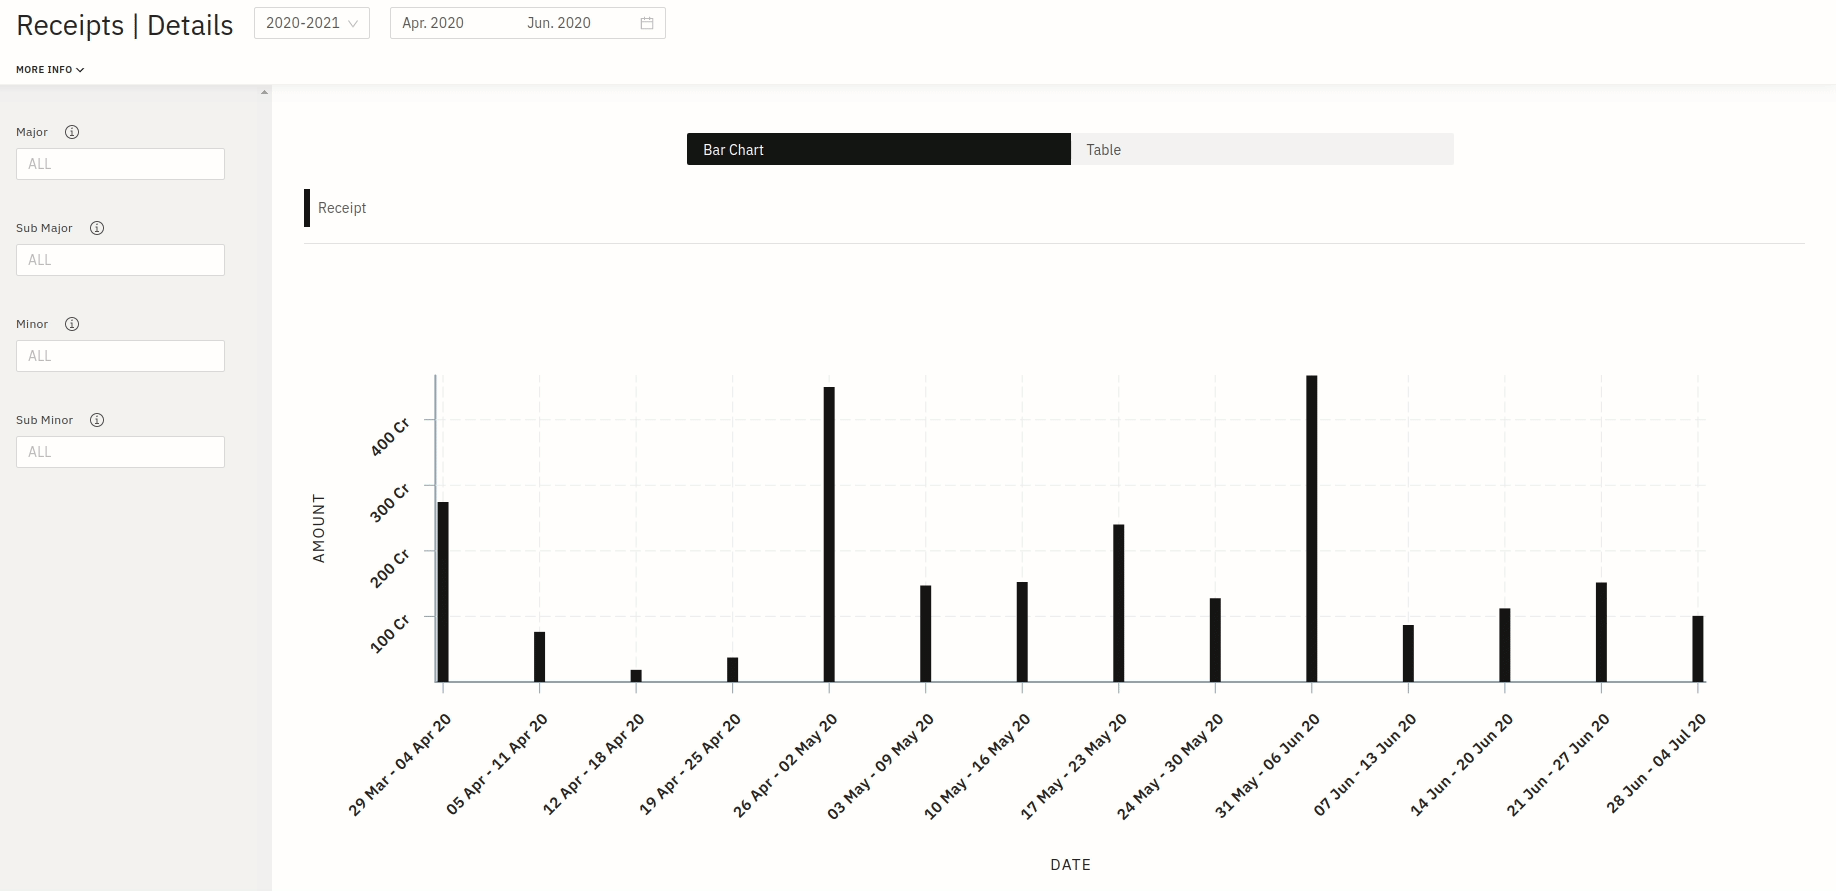 Receipts | Details
2020-2021
Apr. 2020
Jun. 2020
MORE INFO
Major
ALL
Sub Major
ALL
Minor
ALL
Sub Minor
ALL
Bar Chart
Table
Receipt
AMOUNT
400 Cr
300 Cr
200 Cr
100 Cr
29 Mar - 04 Apr 20
05 Apr - 11 Apr 20
12 Apr - 18 Apr 20
19 Apr - 25 Apr 20
26 Apr - 02 May 20
03 May - 09 May 20
10 May - 16 May 20
17 May - 23 May 20
24 May - 30 May 20
31 May - 06 Jun 20
07 Jun - 13 Jun 20
14 Jun - 20 Jun 20
21 Jun - 27 Jun 20
28 Jun - 04 Jul 20
DATE